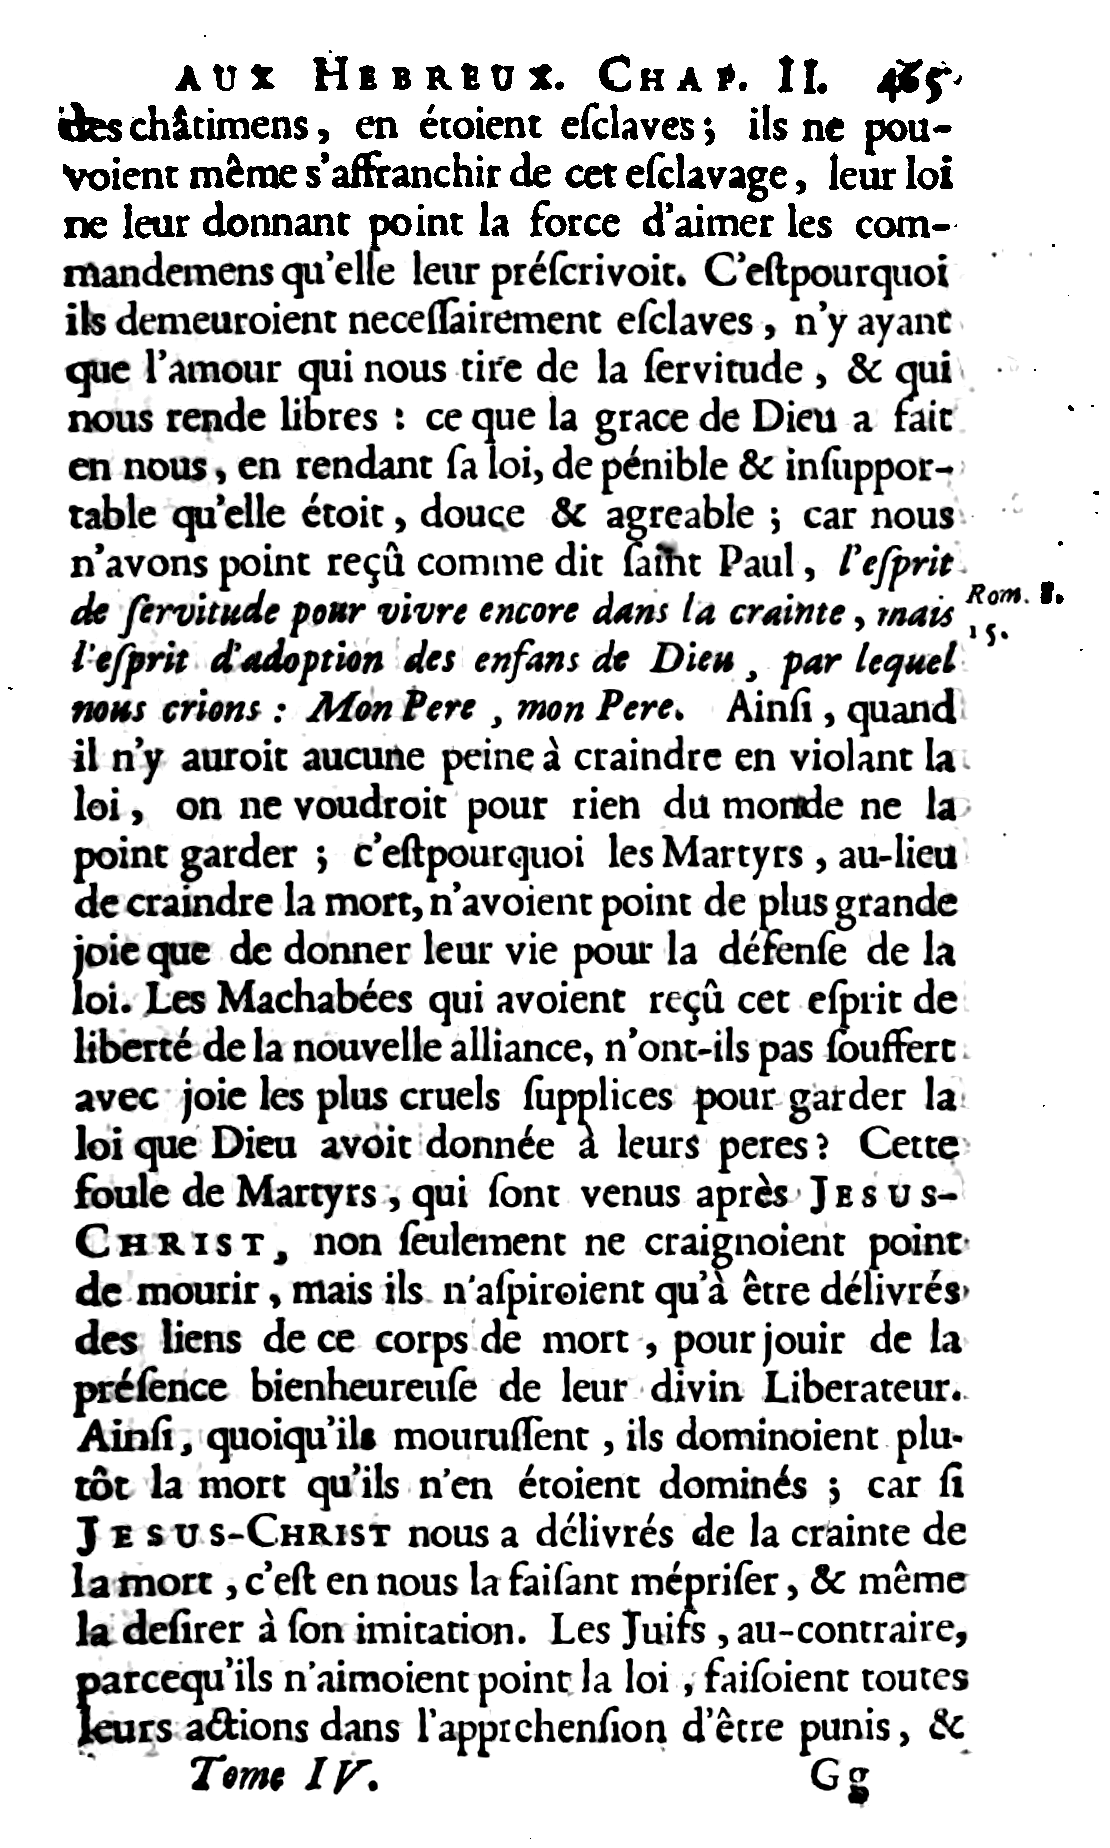 AUX HEBREUX. CHAP. II. 465
des châtimens, en étoient eſclaves; ils ne pou-
voient même s'affranchir de cet eſclavage, leur loi
ne leur donnant point la force d'aimer les com-
mandemens qu'elle leur préſcrivoit. C'eſtpourquoi
ils demeuroient neceſſairement eſclaves, n'y ayant
que l'amour qui nous tire de la ſervitude, & qui
nous rende libres : ce que la grace de Dieu a fait
en nous, en rendant ſa loi, de pénible & inſuppor-
table qu'elle étoit, douce & agreable ; car nous
n'avons point reçû comme dit ſaint Paul, l'eſprit
de ſervitude pour vivre encore dans la crainte, mais
Rom. 8.
15.
l'eſprit d'adoption des enfans de Dieu, par lequel
nous crions : Mon Pere, mon Pere. Ainſi, quand
il n'y auroit aucune peine à craindre en violant la
loi, on ne voudroit pour rien du monde ne la
point garder ; c'eſtpourquoi les Martyrs, au-lieu
de craindre la mort, n'avoient point de plus grande
joie que de donner leur vie pour la défenſe de la
loi. Les Machabées qui avoient reçû cet eſprit de
liberté de la nouvelle alliance, n'ont-ils pas ſouffert
avec joie les plus cruels ſupplices pour garder la
loi que Dieu avoit donnée à leurs peres? Cette
foule de Martyrs, qui ſont venus après JESUS-
CHRIST, non ſeulement ne craignoient point
de mourir, mais ils n'aſpiroient qu'à être délivrés
des liens de ce corps de mort, pour jouir de la
préſence bienheureuſe de leur divin Liberateur.
Ainſi, quoiqu'ils mouruſſent, ils dominoient plu-
tôt la mort qu'ils n'en étoient dominés ; car ſi
JESUS-CHRIST nous a délivrés de la crainte de
la mort, c'eſt en nous la faiſant mépriſer, & même
la deſirer à ſon imitation. Les Juifs, au-contraire,
parcequ'ils n'aimoient point la loi, faiſoient toutes
leurs actions dans l'apprehenſion d'être punis, &
Tome IV. Gg